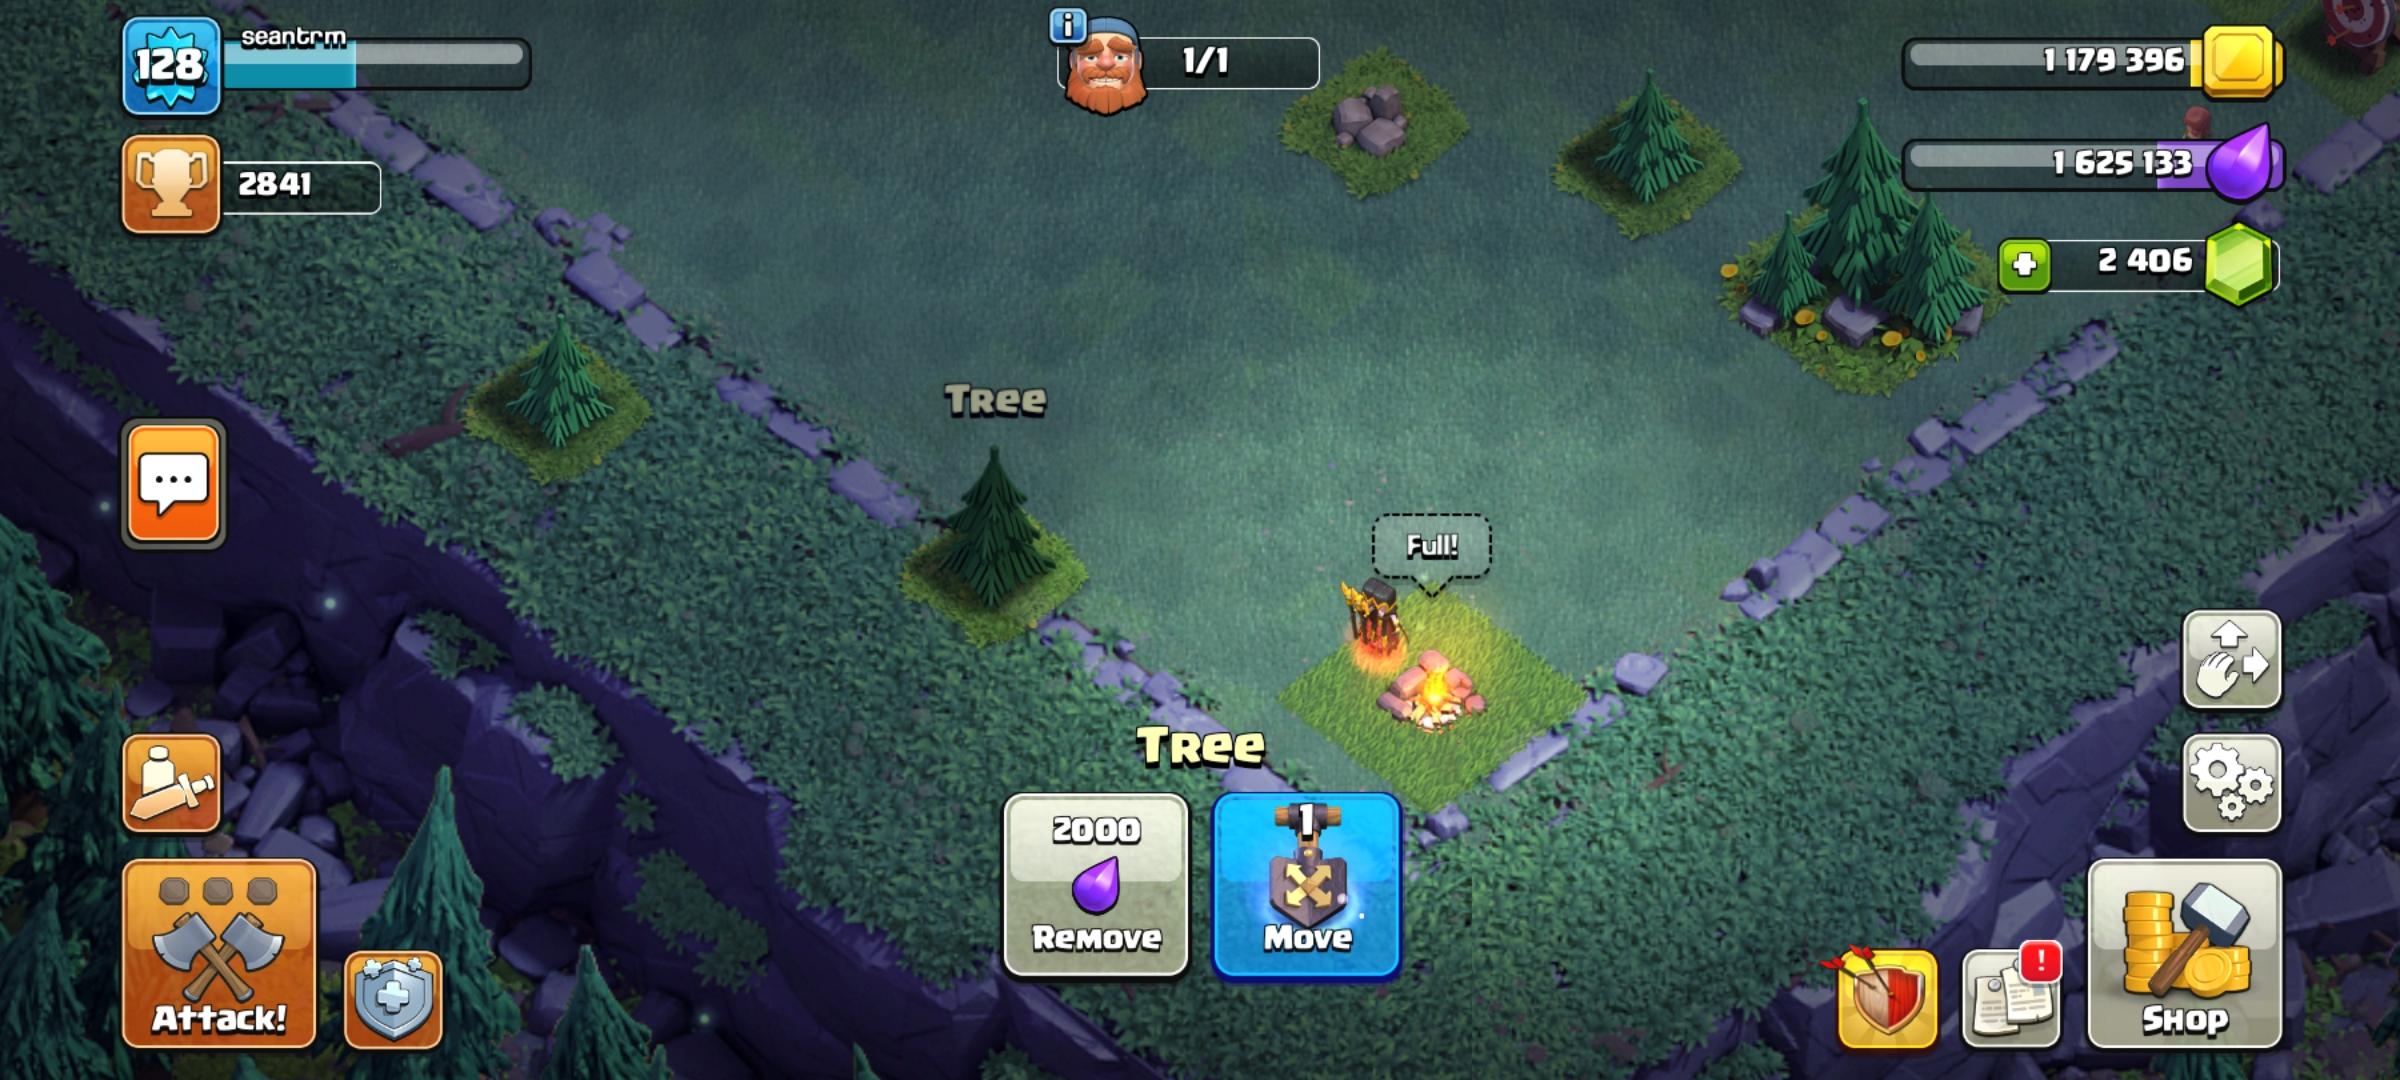 128
seantrm
i
1/1
1 179 396
2841
1 625 133
2 406
Tree
Full!
Tree
2000
Remove
1
Move
Attack!
!
Shop